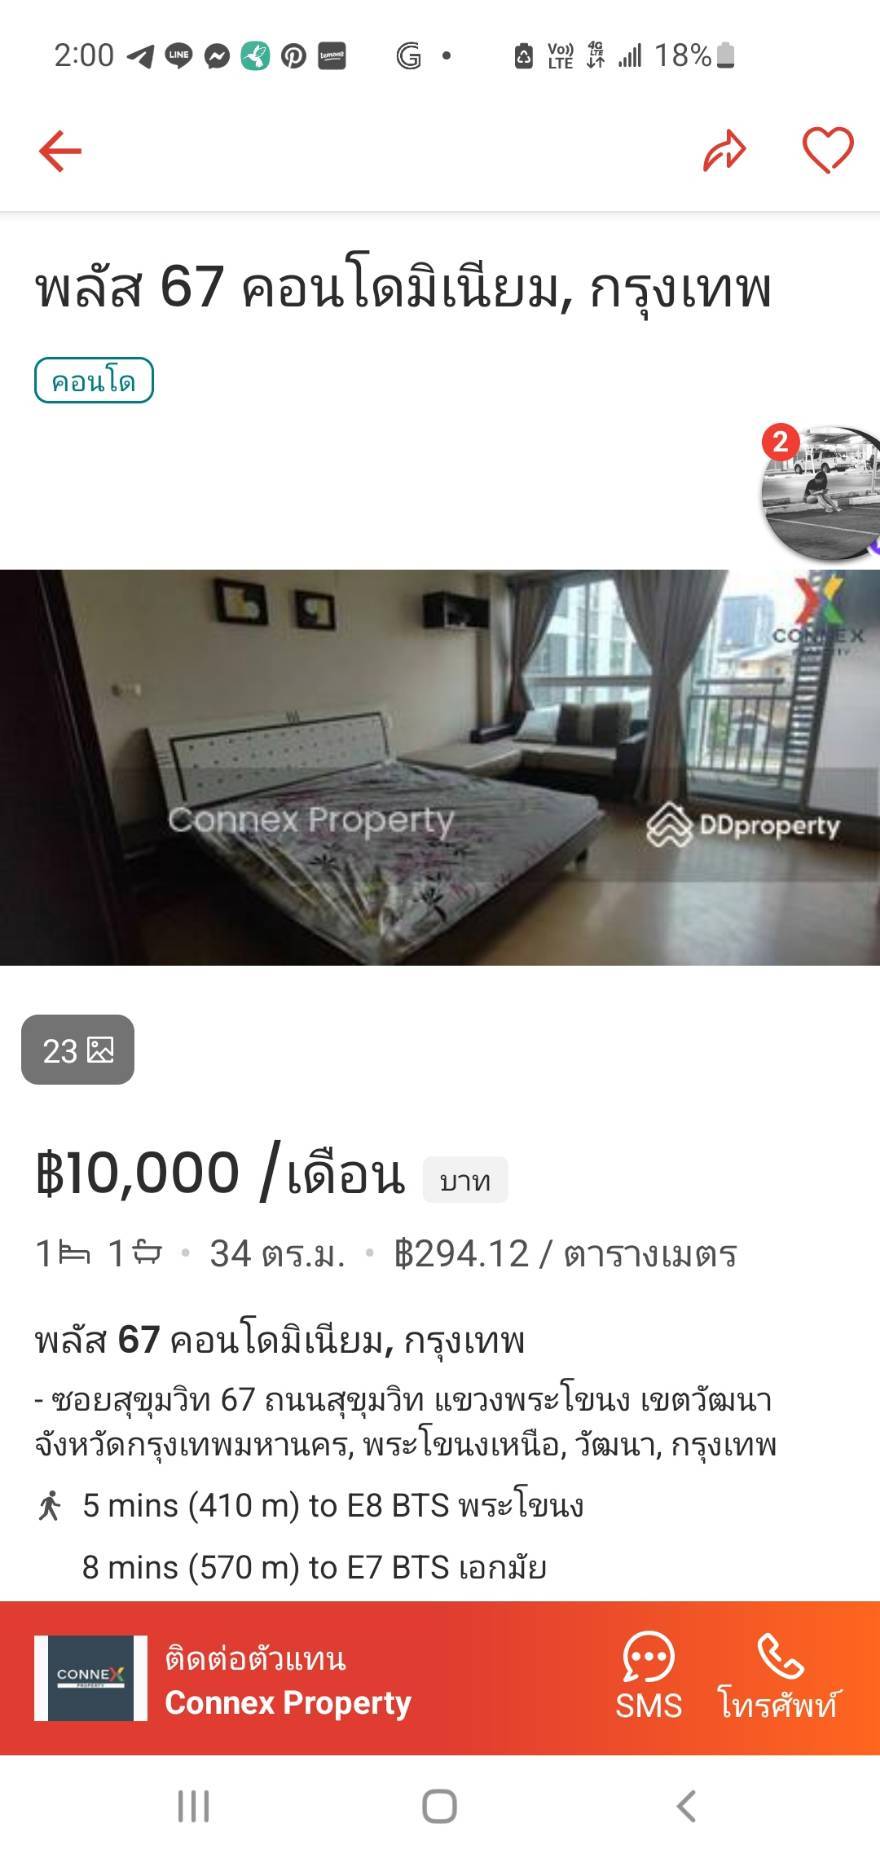 2:00 LINE Vo)) LTE 4G LTE 18%
พลัส 67 คอนโดมิเนียม, กรุงเทพ
คอนโด
2
CONNEX
Connex Property
DDproperty
23
฿10,000 /เดือน บาท
1 1 • 34 ตร.ม. • ฿294.12 / ตารางเมตร
พลัส 67 คอนโดมิเนียม, กรุงเทพ
- ซอยสุขุมวิท 67 ถนนสุขุมวิท แขวงพระโขนง เขตวัฒนา
จังหวัดกรุงเทพมหานคร, พระโขนงเหนือ, วัฒนา, กรุงเทพ
5 mins (410 m) to E8 BTS พระโขนง
8 mins (570 m) to E7 BTS เอกมัย
CONNEX
PROPERTY
ติดต่อตัวแทน
Connex Property
SMS โทรศัพท์